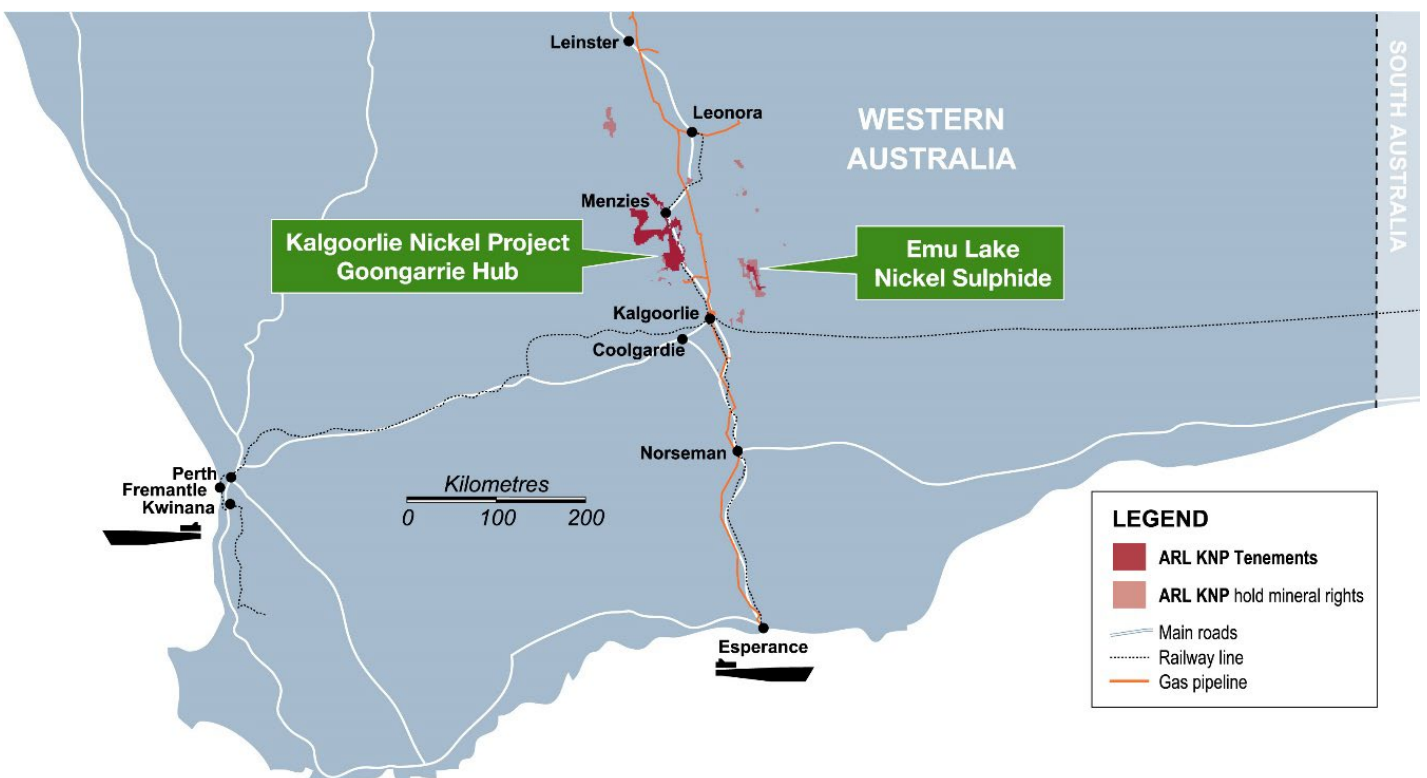 Leinster
Leonora
WESTERN
AUSTRALIA
SOUTH AUSTRALIA
Menzies
Kalgoorlie Nickel Project
Goongarrie Hub
Emu Lake
Nickel Sulphide
Kalgoorlie
Coolgardie
Norseman
Perth
Fremantle
Kwinana
Kilometres
0 100 200
Esperance
LEGEND
ARL KNP Tenements
ARL KNP hold mineral rights
Main roads
Railway line
Gas pipeline